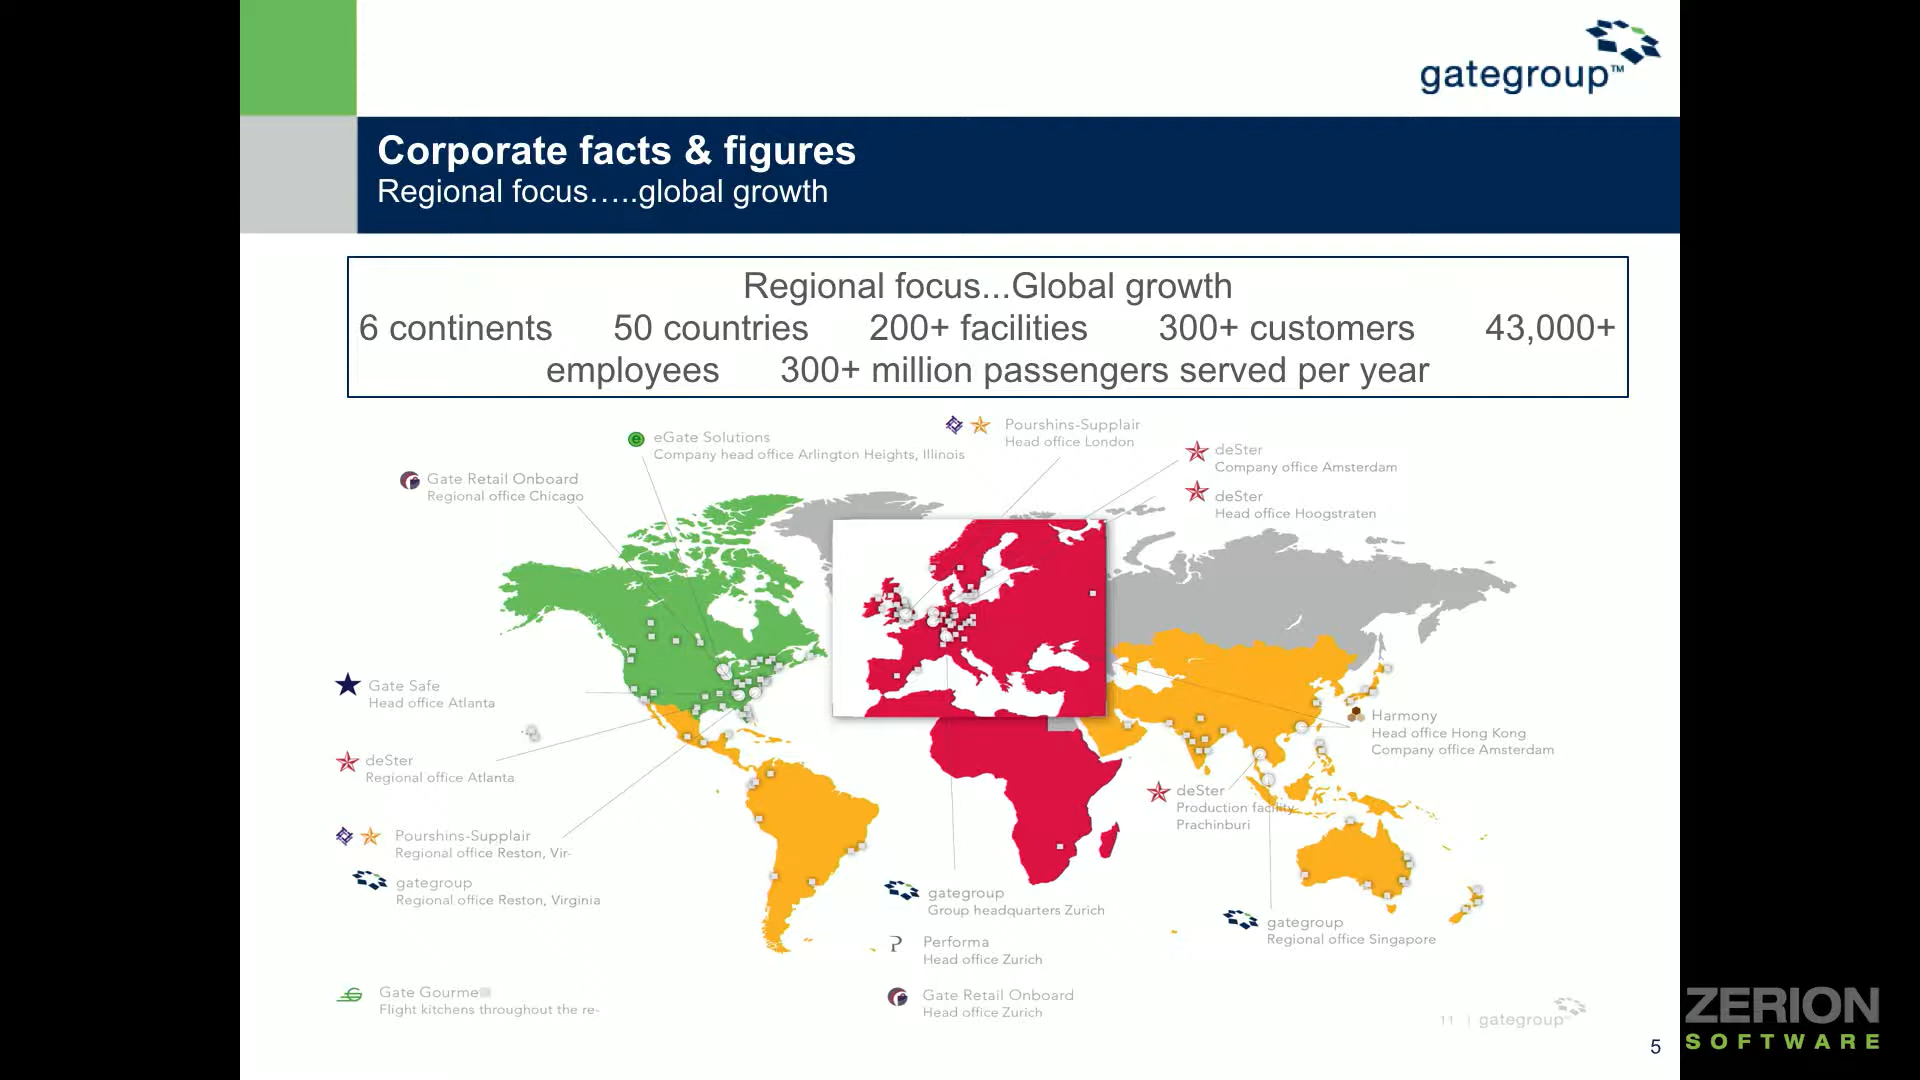 gategroup™
Corporate facts & figures
Regional focus…..global growth
Regional focus...Global growth
6 continents 50 countries 200+ facilities 300+ customers 43,000+
employees 300+ million passengers served per year
eGate Solutions
Company head office Arlington Heights, Illinois
Pourshins-Supplair
Head office London
deSter
Company office Amsterdam
deSter
Head office Hoogstraten
Gate Retail Onboard
Regional office Chicago
Gate Safe
Head office Atlanta
deSter
Regional office Atlanta
Pourshins-Supplair
Regional office Reston, Vir-
gategroup
Regional office Reston, Virginia
Gate Gourme
Flight kitchens throughout the re-
gategroup
Group headquarters Zurich
Performa
Head office Zurich
Gate Retail Onboard
Head office Zurich
Harmony
Head office Hong Kong
Company office Amsterdam
deSter
Production facility
Prachinburi
gategroup
Regional office Singapore
11 | gategroup
5
ZERION
SOFTWARE